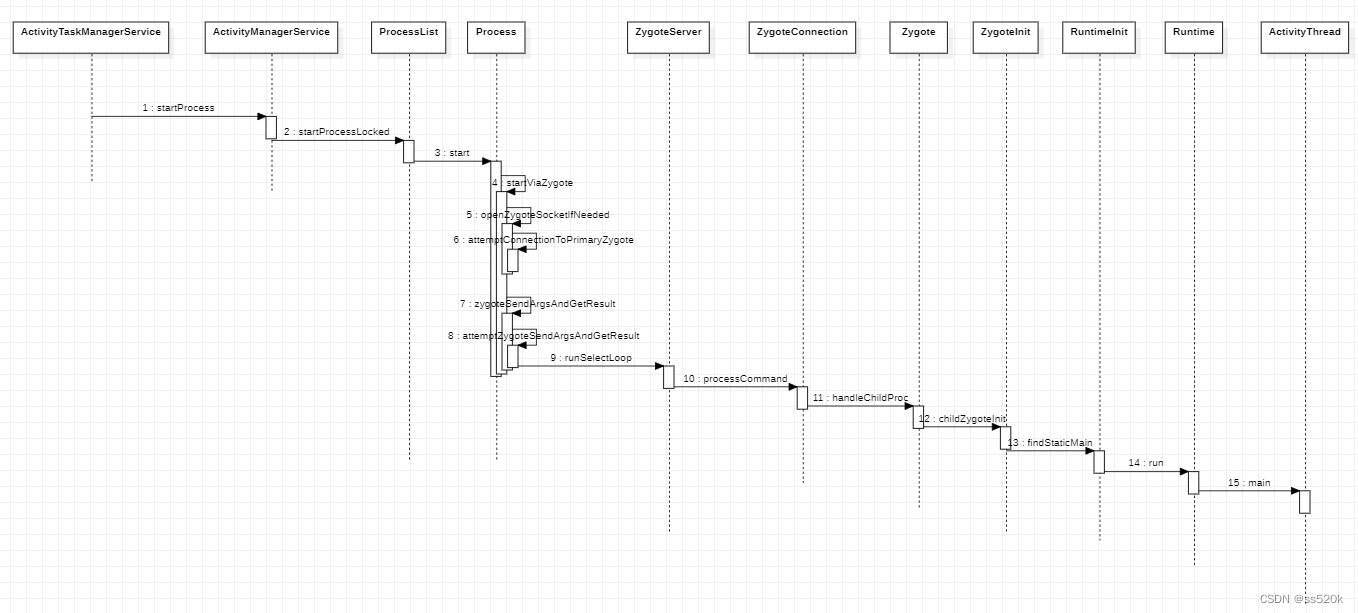 ActivityTaskManagerService
ActivityManagerService
ProcessList
Process
ZygoteServer
ZygoteConnection
Zygote
ZygoteInit
RuntimeInit
Runtime
ActivityThread
1 : startProcess
2 : startProcessLocked
3 : start
4 : startViaZygote
5 : openZygoteSocketIfNeeded
6 : attemptConnectionToPrimaryZygote
7 : zygoteSendArgsAndGetResult
8 : attemptZygoteSendArgsAndGetResult
9 : runSelectLoop
10 : processCommand
11 : handleChildProc
12 : childZygoteInit
13 : findStaticMain
14 : run
15 : main
CSDN @ss520k